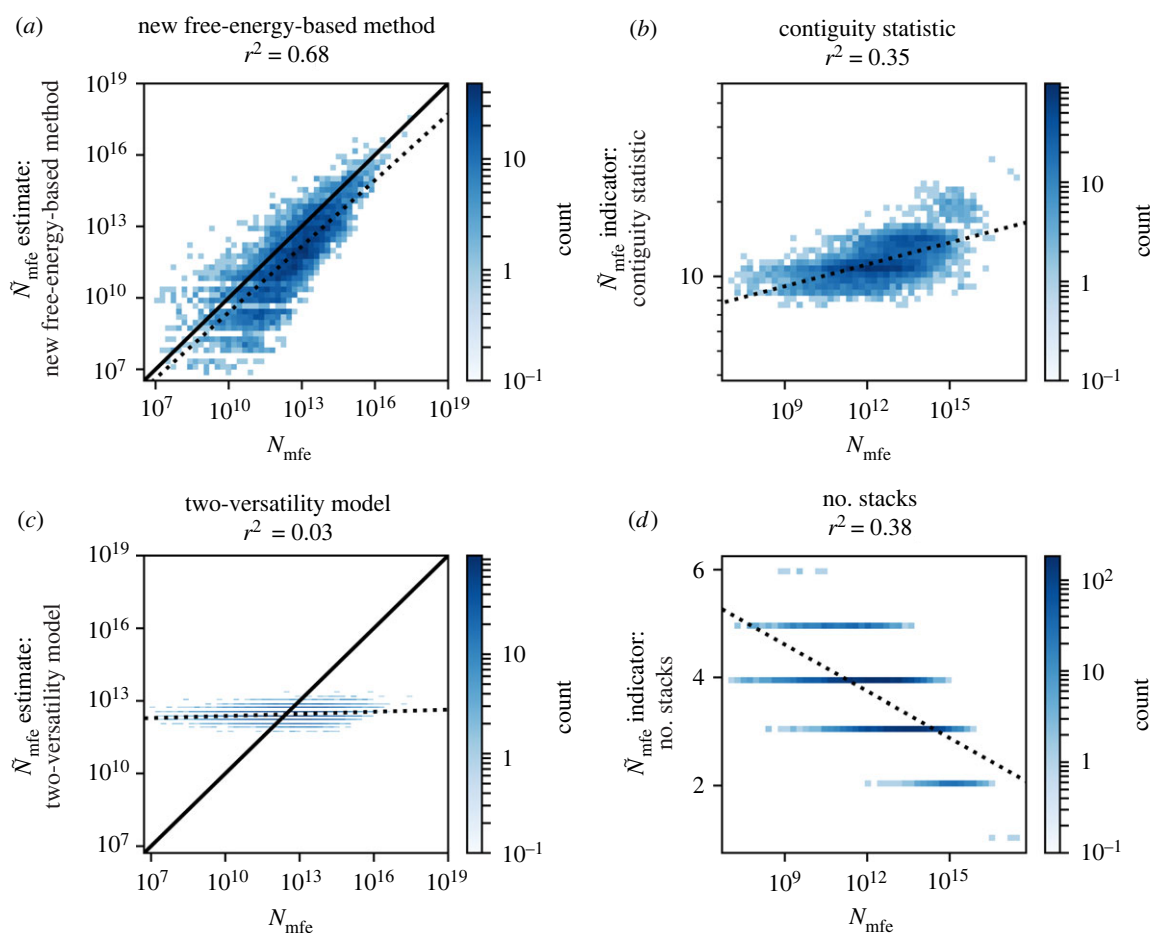 (a)
new free-energy-based method
r² = 0.68
10¹⁹
10¹⁶
10¹³
10¹⁰
10⁷
Ñmfe estimate:
new free-energy-based method
10⁷ 10¹⁰ 10¹³ 10¹⁶ 10¹⁹
Nmfe
10
1
10⁻¹
count
(b)
contiguity statistic
r² = 0.35
10
Ñmfe indicator:
contiguity statistic
10⁹ 10¹² 10¹⁵
Nmfe
10
1
10⁻¹
count
(c)
two-versatility model
r² = 0.03
10¹⁹
10¹⁶
10¹³
10¹⁰
10⁷
Ñmfe estimate:
two-versatility model
10⁷ 10¹⁰ 10¹³ 10¹⁶ 10¹⁹
Nmfe
10
1
10⁻¹
count
(d)
no. stacks
r² = 0.38
6
4
2
Ñmfe indicator:
no. stacks
10⁹ 10¹² 10¹⁵
Nmfe
10²
10
1
10⁻¹
count